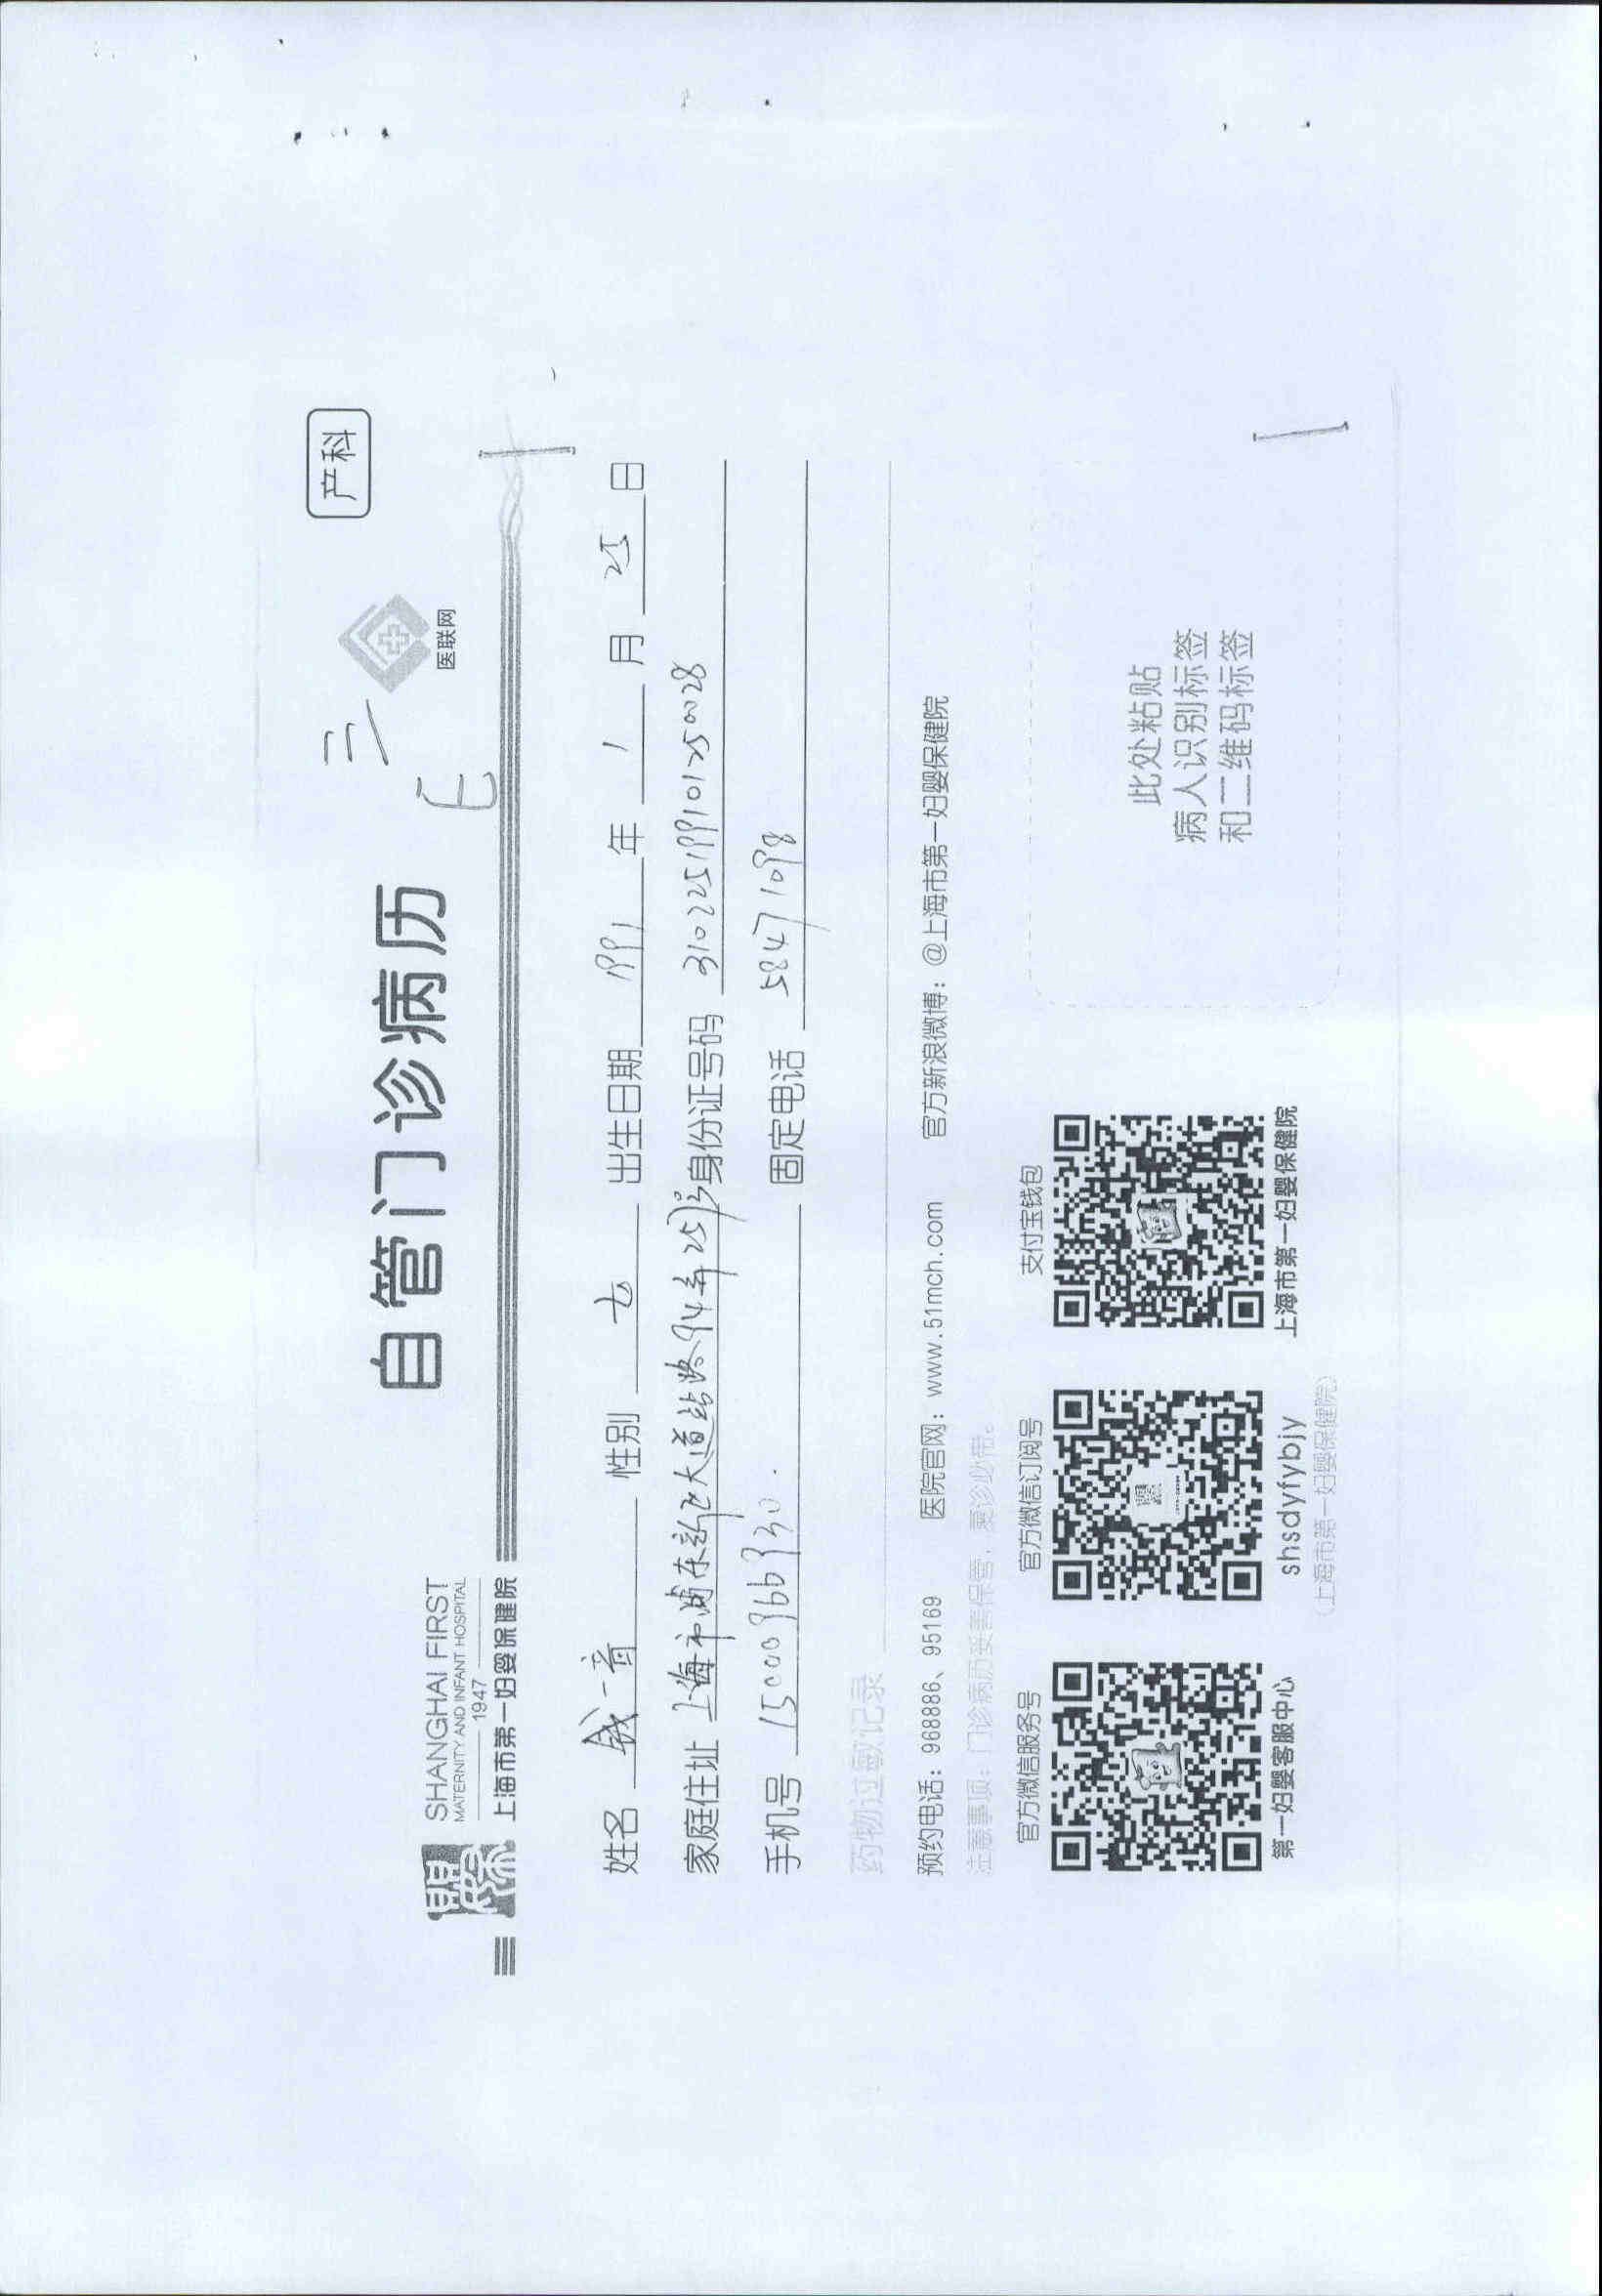 产科
SHANGHAI FIRST
MATERNITY AND INFANT HOSPITAL
1947
上海市第一妇婴保健院
自管门诊病历
三
医联网
姓名 一音 性别 女 出生日期 1991 年 1 月 25 日
家庭住址 上海市浦东新区大道站路94弄25号 身份证号码 310225199101250028
手机号 15000966930. 固定电话 58471098
药物过敏记录
预约电话：968886、95169 医院官网：www.51mch.com 官方新浪微博：@上海市第一妇婴保健院
注意事项：门诊病历妥善保管，复诊必带。
官方微信服务号 官方微信订阅号 支付宝钱包
第一妇婴客服中心 shsdyfybjy 上海市第一妇婴保健院
（上海市第一妇婴保健院）
此处粘贴
病人识别标签
和二维码标签